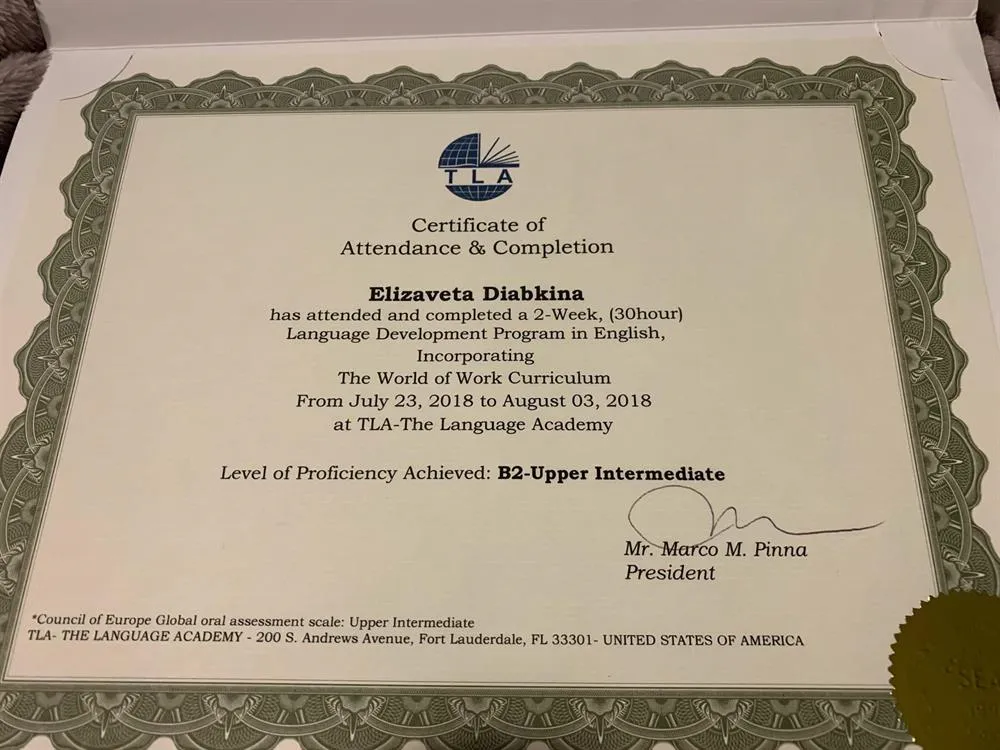 TLA
Certificate of
Attendance & Completion
Elizaveta Diabkina
has attended and completed a 2-Week, (30hour)
Language Development Program in English,
Incorporating
The World of Work Curriculum
From July 23, 2018 to August 03, 2018
at TLA-The Language Academy
Level of Proficiency Achieved: B2-Upper Intermediate
Mr. Marco M. Pinna
President
*Council of Europe Global oral assessment scale: Upper Intermediate
TLA- THE LANGUAGE ACADEMY - 200 S. Andrews Avenue, Fort Lauderdale, FL 33301- UNITED STATES OF AMERICA